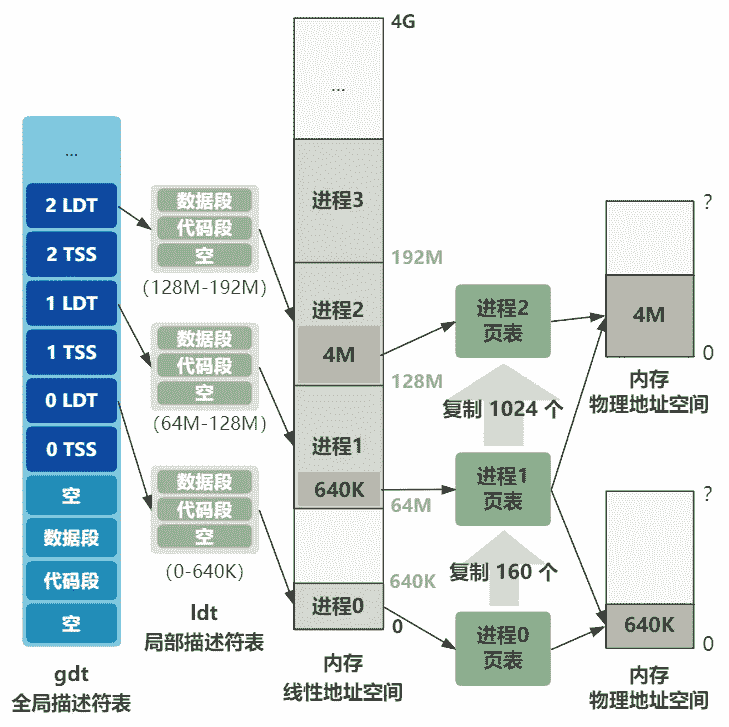 ...
2 LDT
2 TSS
1 LDT
1 TSS
0 LDT
0 TSS
空
数据段
代码段
空
gdt
全局描述符表
数据段
代码段
空
(128M-192M)
数据段
代码段
空
(64M-128M)
数据段
代码段
空
(0-640K)
ldt
局部描述符表
4G
...
进程3
192M
进程2
4M
128M
进程1
640K
64M
640K
进程0
0
内存
线性地址空间
进程2
页表
复制 1024 个
进程1
页表
复制 160 个
进程0
页表
?
4M
0
内存
物理地址空间
?
640K
0
内存
物理地址空间